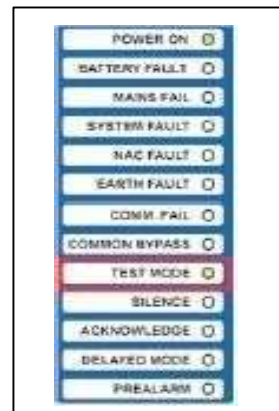 POWER ON
BATTERY FAULT
MAINS FAIL
SYSTEM FAULT
NAC FAULT
EARTH FAULT
COMM. FAIL
COMMON BYPASS
TEST MODE
SILENCE
ACKNOWLEDGE
DELAYED MODE
PREALARM